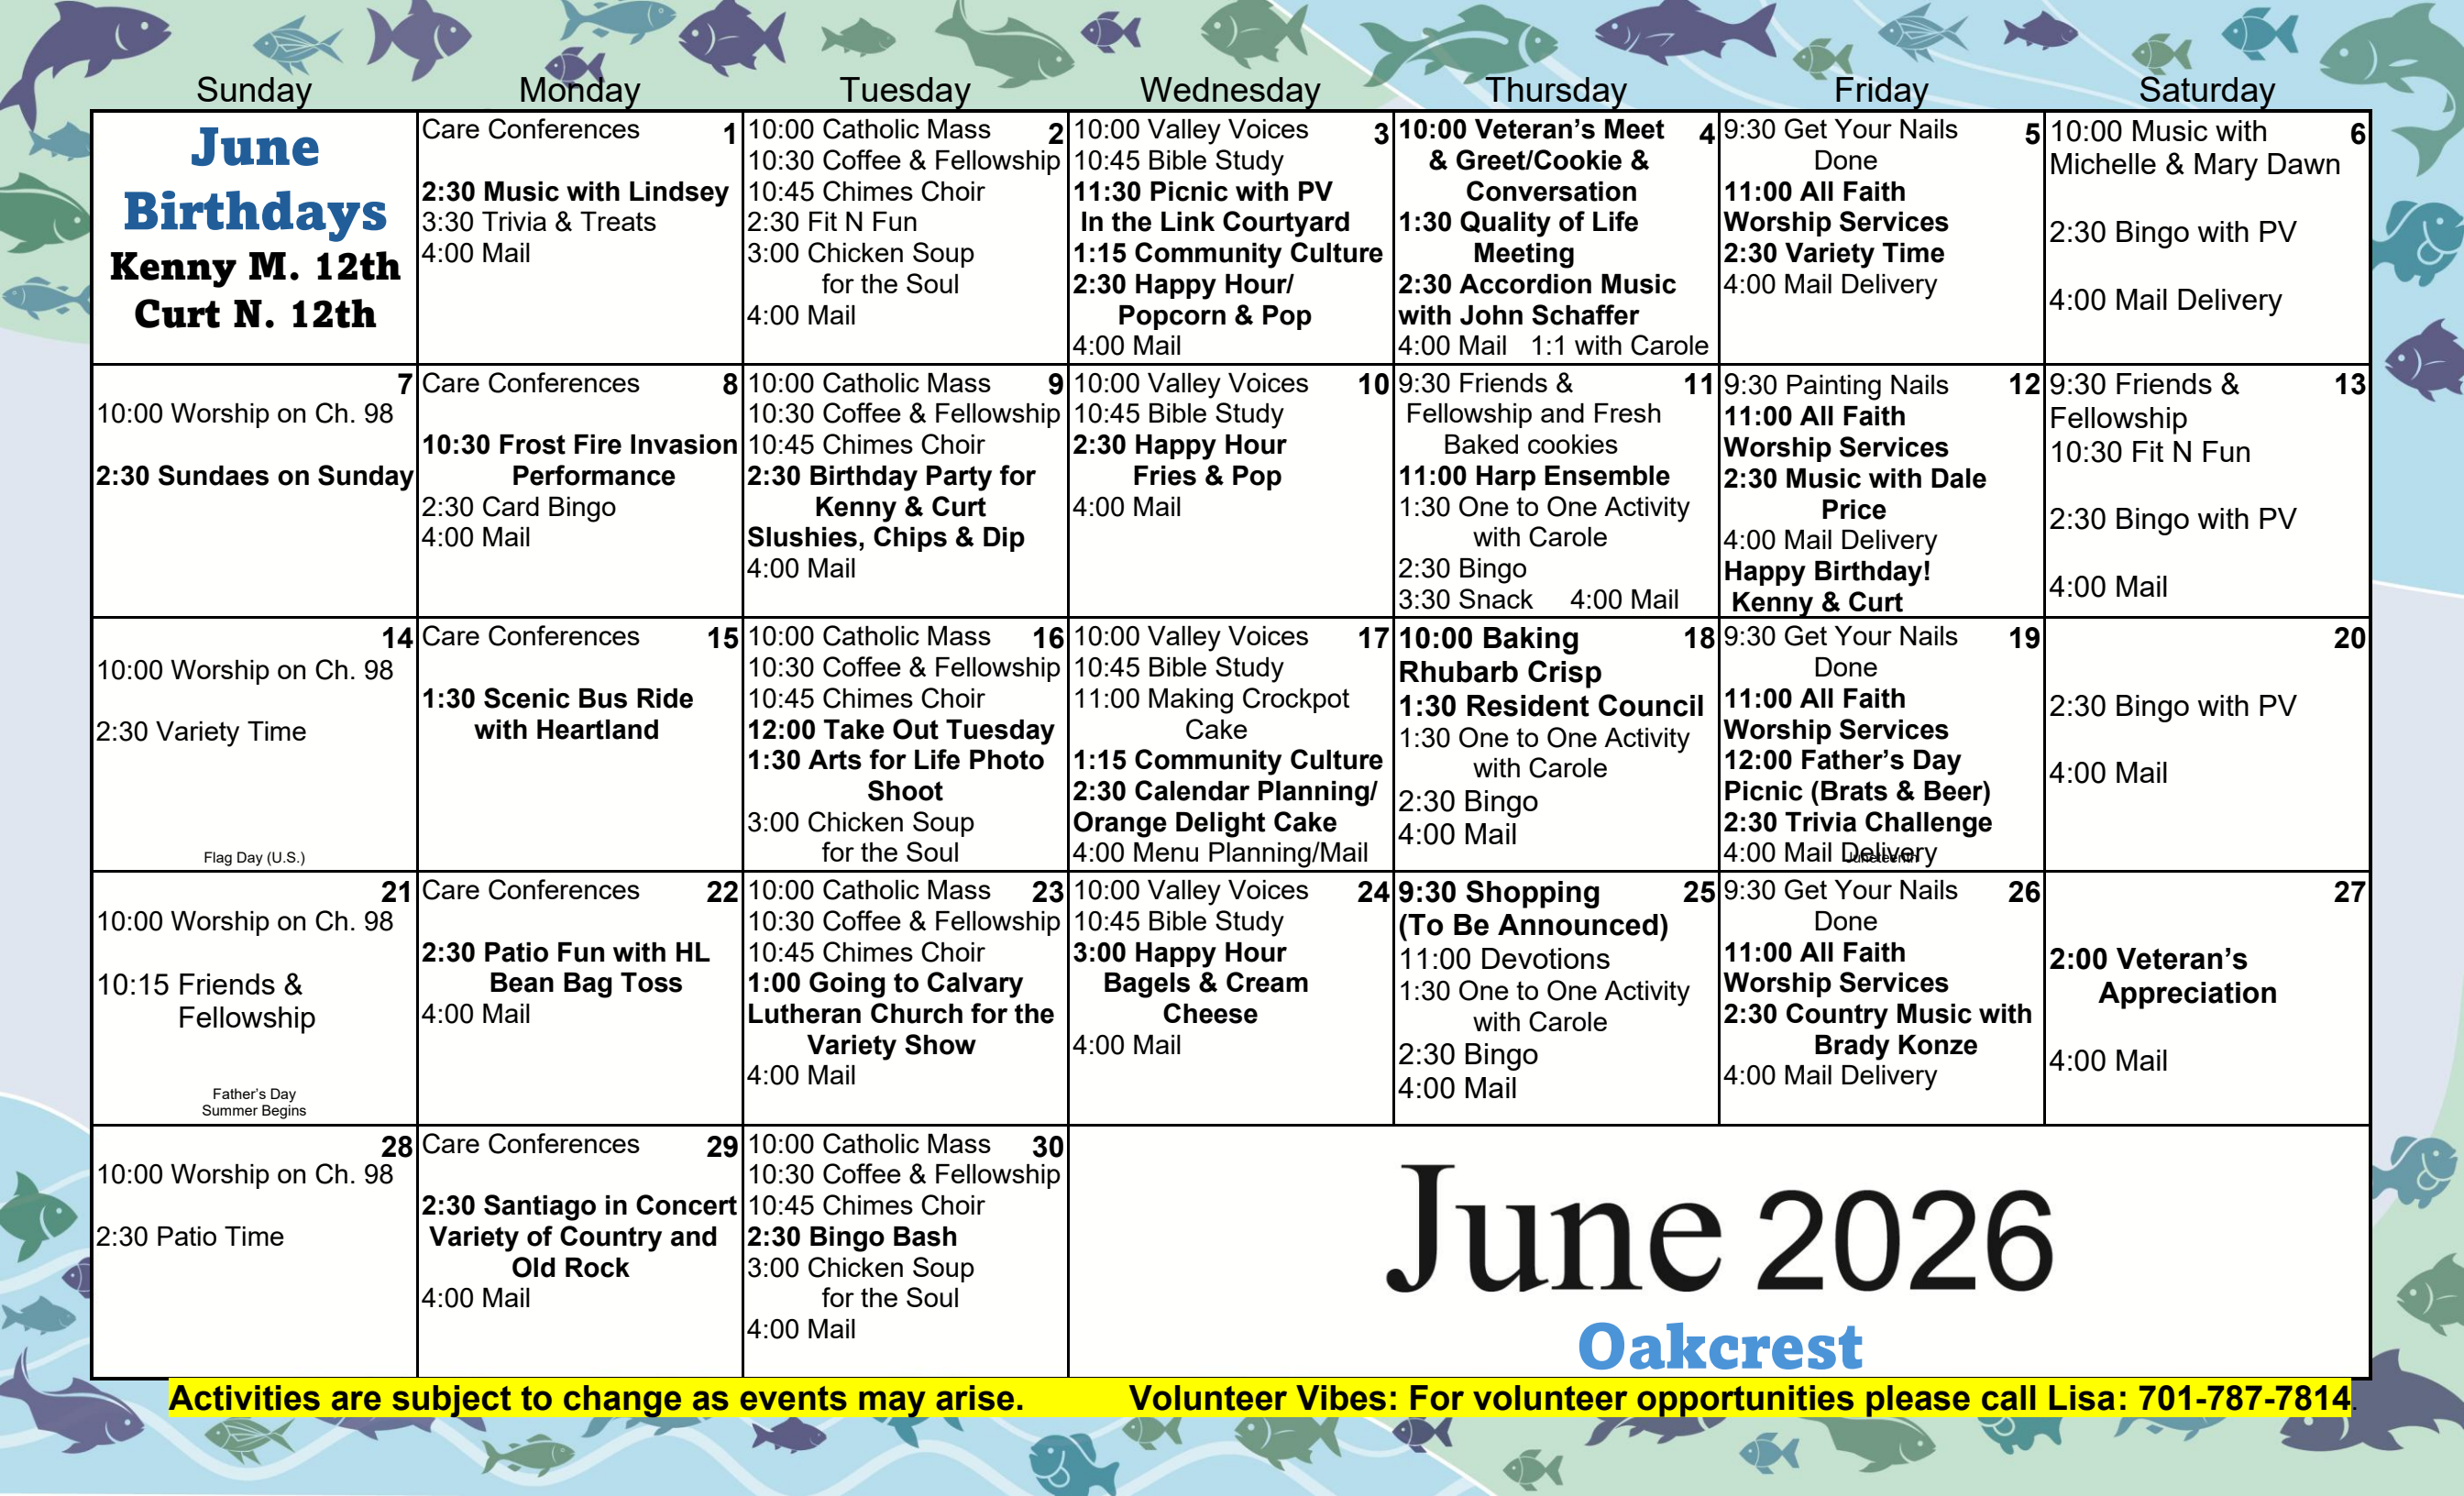 Sunday Monday Tuesday Wednesday Thursday Friday Saturday
June
Birthdays
Kenny M. 12th
Curt N. 12th
Care Conferences 1
2:30 Music with Lindsey
3:30 Trivia & Treats
4:00 Mail
10:00 Catholic Mass 2
10:30 Coffee & Fellowship
10:45 Chimes Choir
2:30 Fit N Fun
3:00 Chicken Soup
for the Soul
4:00 Mail
10:00 Valley Voices 3
10:45 Bible Study
11:30 Picnic with PV
In the Link Courtyard
1:15 Community Culture
2:30 Happy Hour/
Popcorn & Pop
4:00 Mail
10:00 Veteran's Meet 4
& Greet/Cookie &
Conversation
1:30 Quality of Life
Meeting
2:30 Accordion Music
with John Schaffer
4:00 Mail 1:1 with Carole
9:30 Get Your Nails 5
Done
11:00 All Faith
Worship Services
2:30 Variety Time
4:00 Mail Delivery
10:00 Music with 6
Michelle & Mary Dawn
2:30 Bingo with PV
4:00 Mail Delivery
7
10:00 Worship on Ch. 98
2:30 Sundaes on Sunday
Care Conferences 8
10:30 Frost Fire Invasion
Performance
2:30 Card Bingo
4:00 Mail
10:00 Catholic Mass 9
10:30 Coffee & Fellowship
10:45 Chimes Choir
2:30 Birthday Party for
Kenny & Curt
Slushies, Chips & Dip
4:00 Mail
10:00 Valley Voices 10
10:45 Bible Study
2:30 Happy Hour
Fries & Pop
4:00 Mail
9:30 Friends & 11
Fellowship and Fresh
Baked cookies
11:00 Harp Ensemble
1:30 One to One Activity
with Carole
2:30 Bingo
3:30 Snack 4:00 Mail
9:30 Painting Nails 12
11:00 All Faith
Worship Services
2:30 Music with Dale
Price
4:00 Mail Delivery
Happy Birthday!
Kenny & Curt
9:30 Friends & 13
Fellowship
10:30 Fit N Fun
2:30 Bingo with PV
4:00 Mail
14
10:00 Worship on Ch. 98
2:30 Variety Time
Flag Day (U.S.)
Care Conferences 15
1:30 Scenic Bus Ride
with Heartland
10:00 Catholic Mass 16
10:30 Coffee & Fellowship
10:45 Chimes Choir
12:00 Take Out Tuesday
1:30 Arts for Life Photo
Shoot
3:00 Chicken Soup
for the Soul
10:00 Valley Voices 17
10:45 Bible Study
11:00 Making Crockpot
Cake
1:15 Community Culture
2:30 Calendar Planning/
Orange Delight Cake
4:00 Menu Planning/Mail
10:00 Baking 18
Rhubarb Crisp
1:30 Resident Council
1:30 One to One Activity
with Carole
2:30 Bingo
4:00 Mail
9:30 Get Your Nails 19
Done
11:00 All Faith
Worship Services
12:00 Father's Day
Picnic (Brats & Beer)
2:30 Trivia Challenge
4:00 Mail Delivery
Juneteenth
20
2:30 Bingo with PV
4:00 Mail
21
10:00 Worship on Ch. 98
10:15 Friends &
Fellowship
Father's Day
Summer Begins
Care Conferences 22
2:30 Patio Fun with HL
Bean Bag Toss
4:00 Mail
10:00 Catholic Mass 23
10:30 Coffee & Fellowship
10:45 Chimes Choir
1:00 Going to Calvary
Lutheran Church for the
Variety Show
4:00 Mail
10:00 Valley Voices 24
10:45 Bible Study
3:00 Happy Hour
Bagels & Cream
Cheese
4:00 Mail
9:30 Shopping 25
(To Be Announced)
11:00 Devotions
1:30 One to One Activity
with Carole
2:30 Bingo
4:00 Mail
9:30 Get Your Nails 26
Done
11:00 All Faith
Worship Services
2:30 Country Music with
Brady Konze
4:00 Mail Delivery
27
2:00 Veteran's
Appreciation
4:00 Mail
28
10:00 Worship on Ch. 98
2:30 Patio Time
Care Conferences 29
2:30 Santiago in Concert
Variety of Country and
Old Rock
4:00 Mail
10:00 Catholic Mass 30
10:30 Coffee & Fellowship
10:45 Chimes Choir
2:30 Bingo Bash
3:00 Chicken Soup
for the Soul
4:00 Mail
June 2026
Oakcrest
Activities are subject to change as events may arise. Volunteer Vibes: For volunteer opportunities please call Lisa: 701-787-7814.